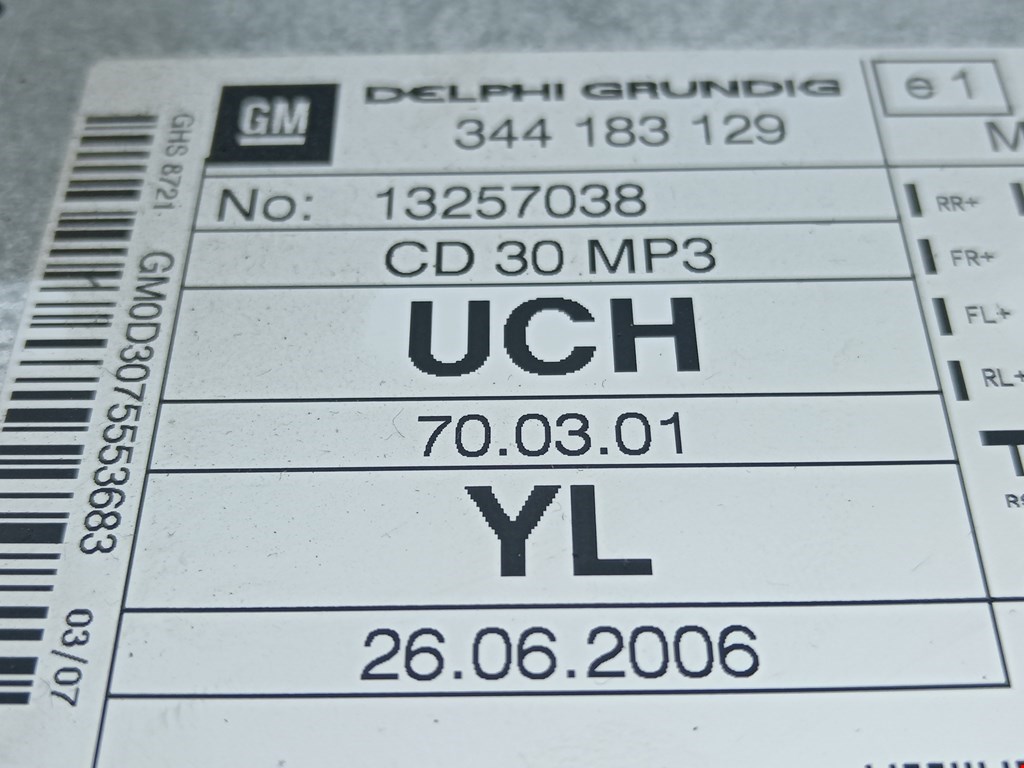 GM
DELPHI GRUNDIG
344 183 129
e 1
No: 13257038
CD 30 MP3
UCH
70.03.01
YL
26.06.2006
GHS 8721
GM0D3075553683
03/07
RR+
FR+
FL+
RL+